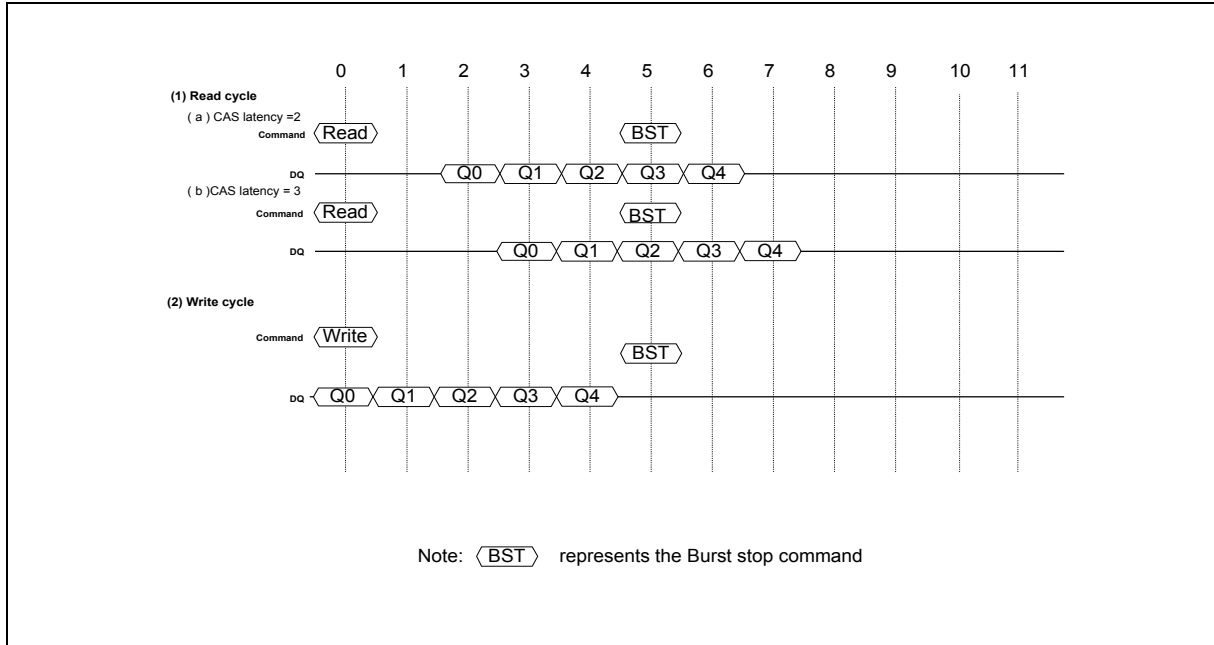 0 1 2 3 4 5 6 7 8 9 10 11
(1) Read cycle
( a ) CAS latency =2
Command Read BST
DQ Q0 Q1 Q2 Q3 Q4
( b )CAS latency = 3
Command Read BST
DQ Q0 Q1 Q2 Q3 Q4
(2) Write cycle
Command Write BST
DQ Q0 Q1 Q2 Q3 Q4
Note: BST represents the Burst stop command